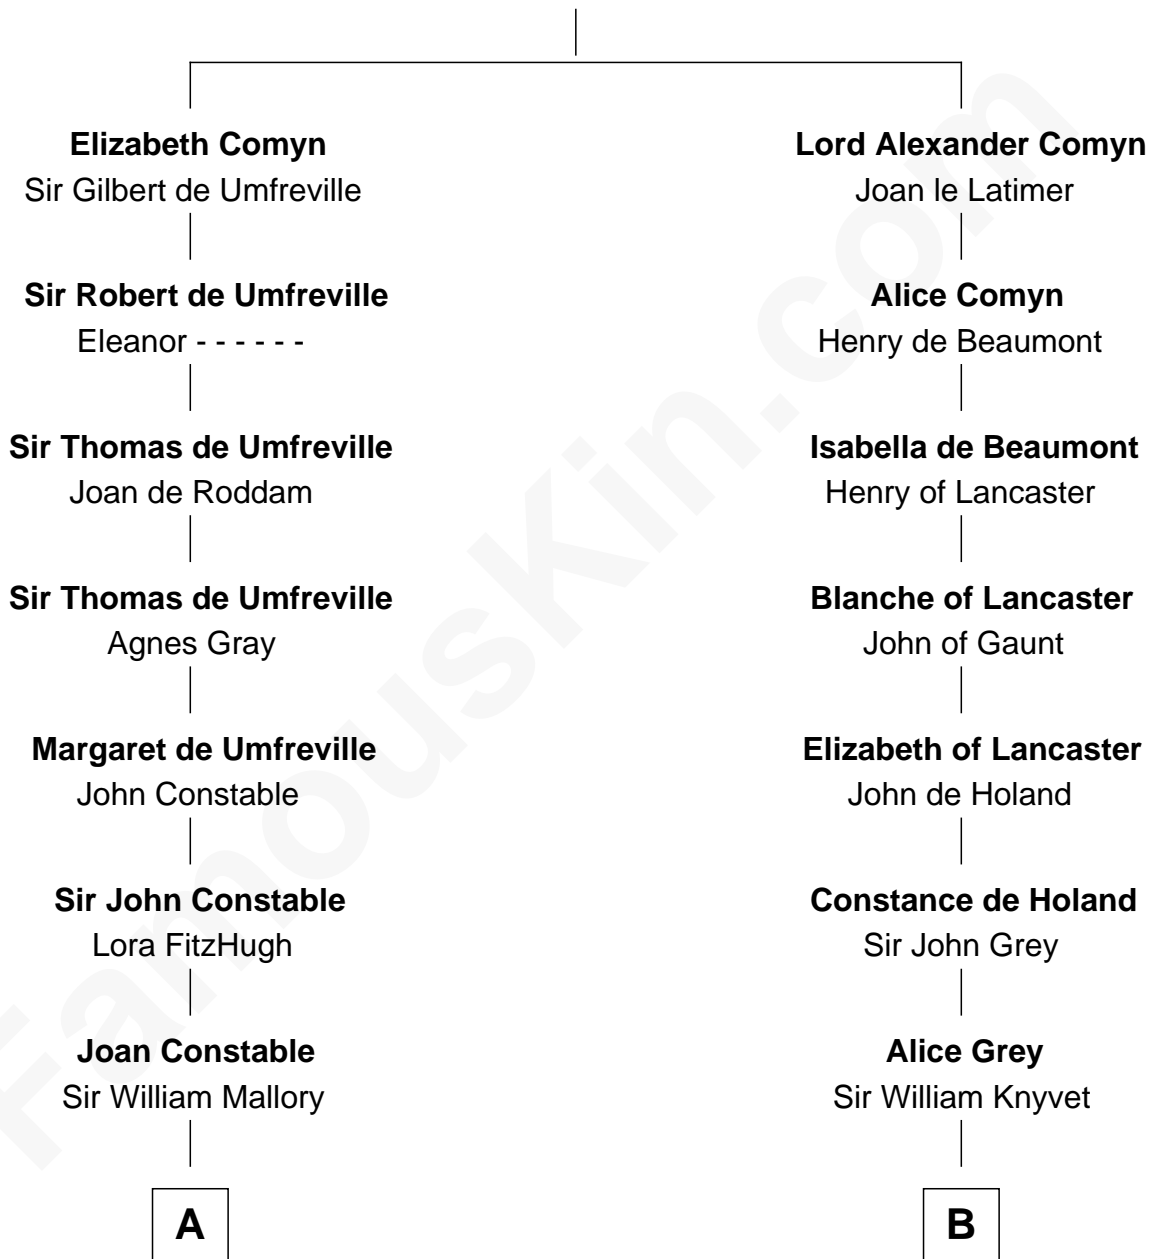 Elizabeth Comyn
Sir Gilbert de Umfreville
Sir Robert de Umfreville
Eleanor - - - - - -
Sir Thomas de Umfreville
Joan de Roddam
Sir Thomas de Umfreville
Agnes Gray
Margaret de Umfreville
John Constable
Sir John Constable
Lora FitzHugh
Joan Constable
Sir William Mallory
A
Lord Alexander Comyn
Joan le Latimer
Alice Comyn
Henry de Beaumont
Isabella de Beaumont
Henry of Lancaster
Blanche of Lancaster
John of Gaunt
Elizabeth of Lancaster
John de Holand
Constance de Holand
Sir John Grey
Alice Grey
Sir William Knyvet
B
FamousKin.com